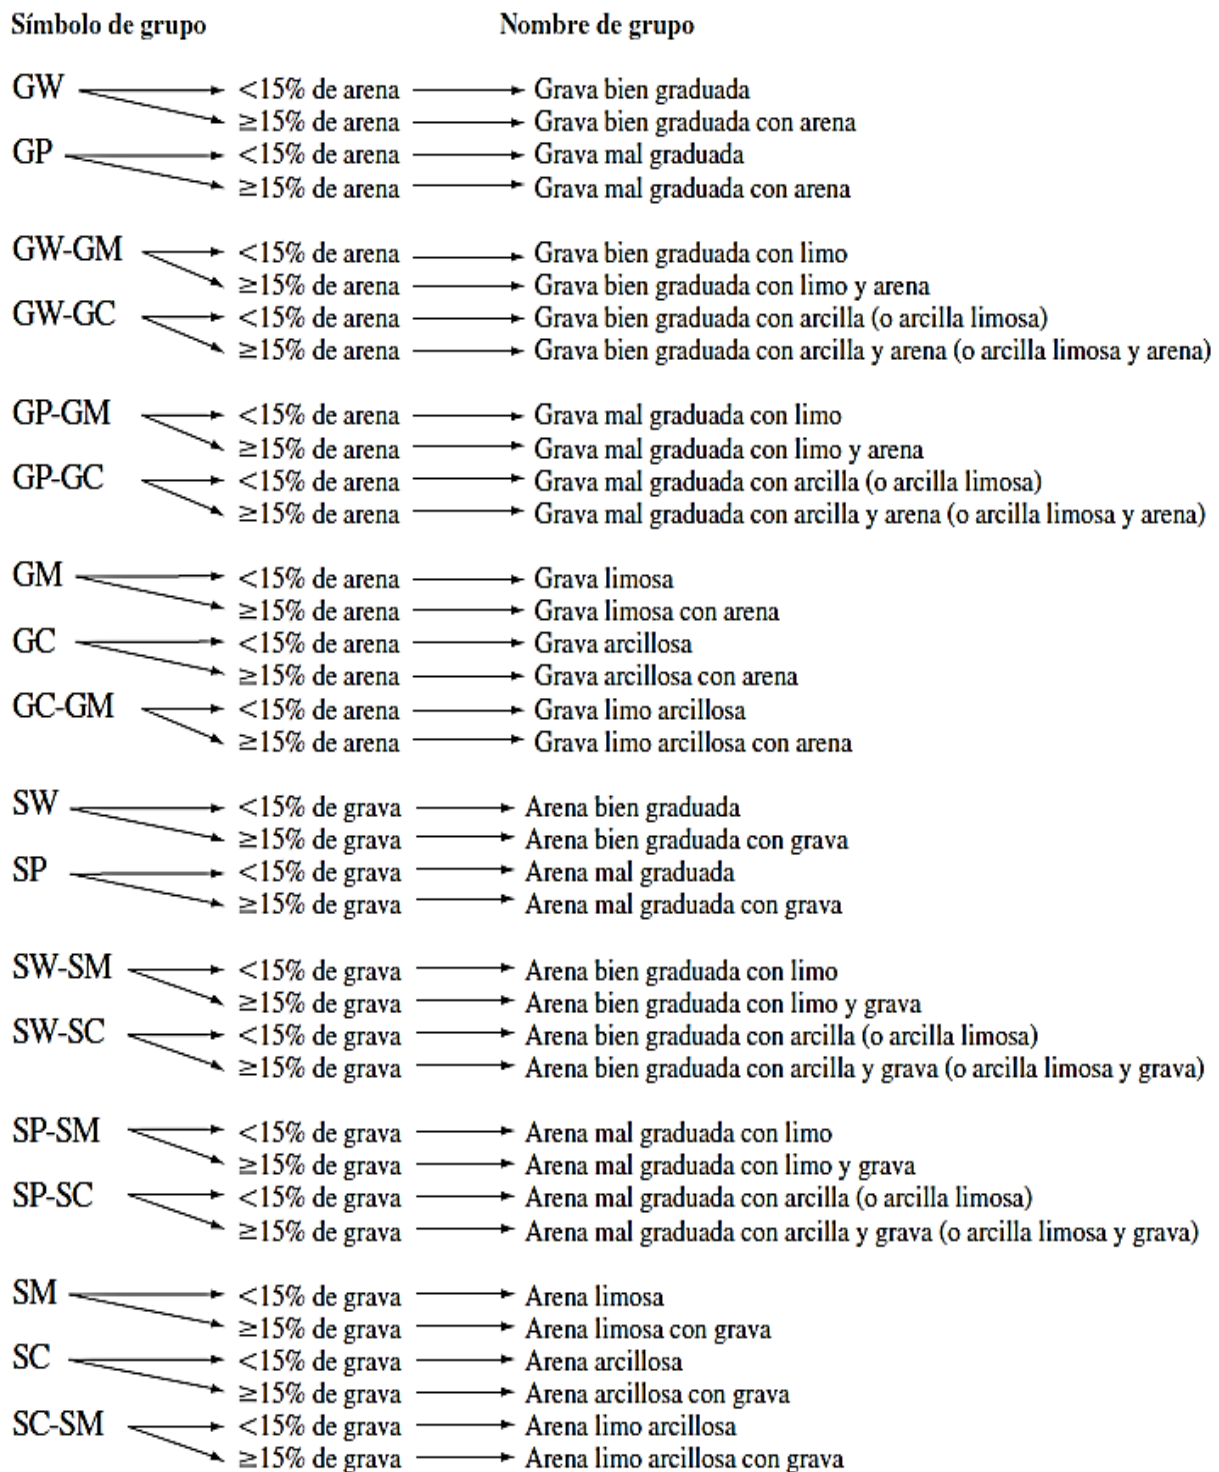 Símbolo de grupo Nombre de grupo
GW <15% de arena Grava bien graduada
≥15% de arena Grava bien graduada con arena
GP <15% de arena Grava mal graduada
≥15% de arena Grava mal graduada con arena
GW-GM <15% de arena Grava bien graduada con limo
≥15% de arena Grava bien graduada con limo y arena
GW-GC <15% de arena Grava bien graduada con arcilla (o arcilla limosa)
≥15% de arena Grava bien graduada con arcilla y arena (o arcilla limosa y arena)
GP-GM <15% de arena Grava mal graduada con limo
≥15% de arena Grava mal graduada con limo y arena
GP-GC <15% de arena Grava mal graduada con arcilla (o arcilla limosa)
≥15% de arena Grava mal graduada con arcilla y arena (o arcilla limosa y arena)
GM <15% de arena Grava limosa
≥15% de arena Grava limosa con arena
GC <15% de arena Grava arcillosa
≥15% de arena Grava arcillosa con arena
GC-GM <15% de arena Grava limo arcillosa
≥15% de arena Grava limo arcillosa con arena
SW <15% de grava Arena bien graduada
≥15% de grava Arena bien graduada con grava
SP <15% de grava Arena mal graduada
≥15% de grava Arena mal graduada con grava
SW-SM <15% de grava Arena bien graduada con limo
≥15% de grava Arena bien graduada con limo y grava
SW-SC <15% de grava Arena bien graduada con arcilla (o arcilla limosa)
≥15% de grava Arena bien graduada con arcilla y grava (o arcilla limosa y grava)
SP-SM <15% de grava Arena mal graduada con limo
≥15% de grava Arena mal graduada con limo y grava
SP-SC <15% de grava Arena mal graduada con arcilla (o arcilla limosa)
≥15% de grava Arena mal graduada con arcilla y grava (o arcilla limosa y grava)
SM <15% de grava Arena limosa
≥15% de grava Arena limosa con grava
SC <15% de grava Arena arcillosa
≥15% de grava Arena arcillosa con grava
SC-SM <15% de grava Arena limo arcillosa
≥15% de grava Arena limo arcillosa con grava